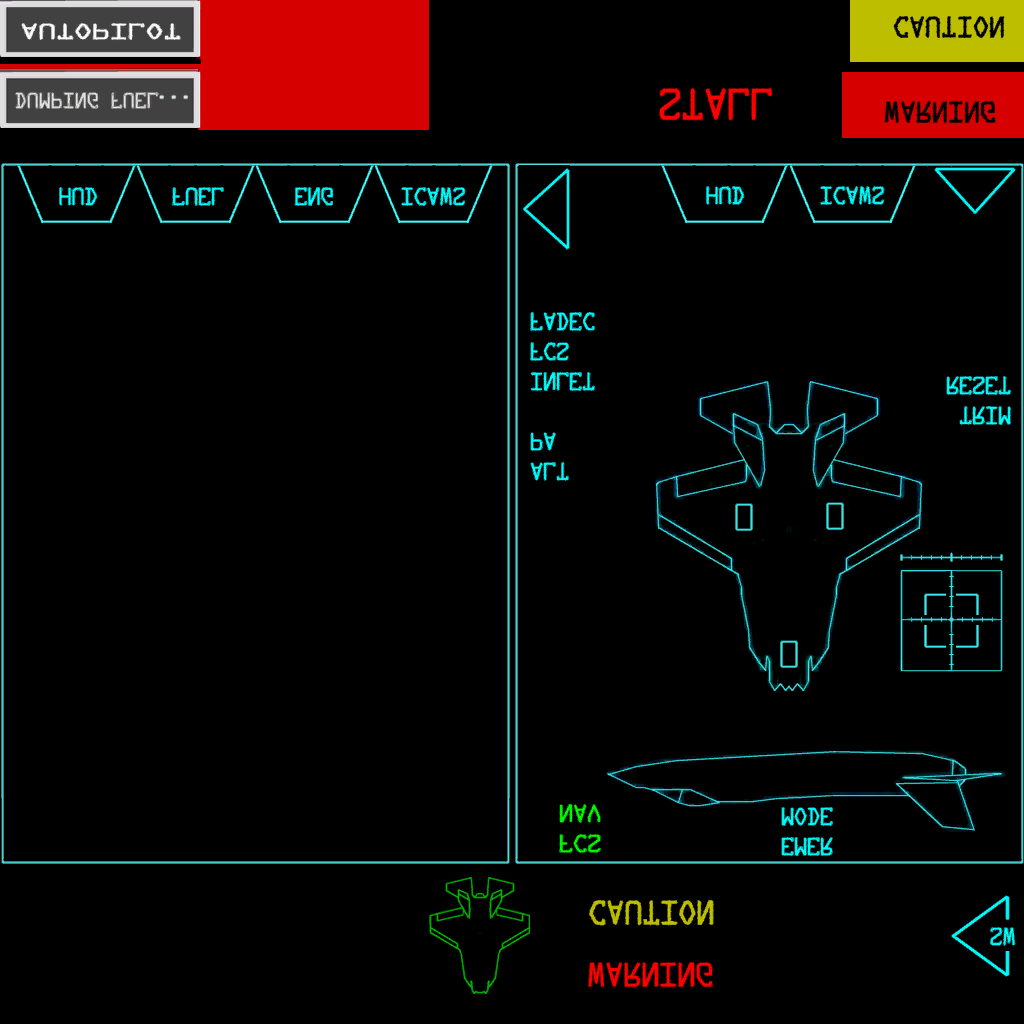 WARNING
SW
CAUTION
FCS
NAV
EMER
MODE
ALT
PA
INLET
FCS
FADEC
TRIM
RESET
HUD
FUEL
ENG
ICAWS
HUD
ICAWS
DUMPING FUEL...
STALL
WARNING
AUTOPILOT
CAUTION